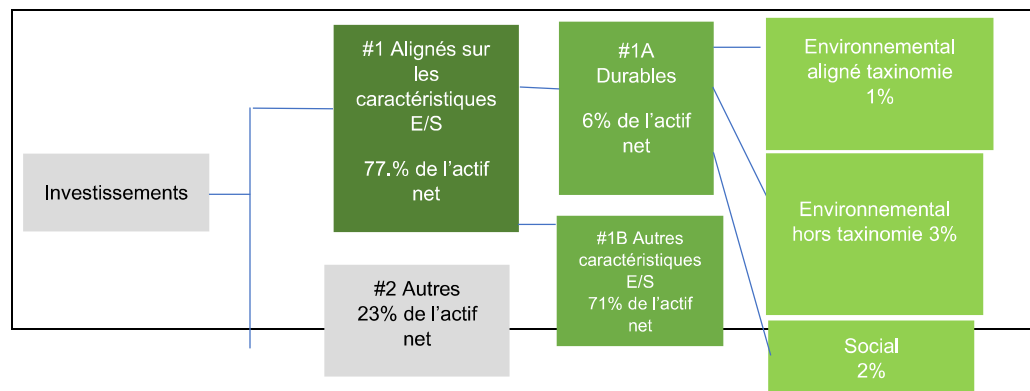 Investissements
#1 Alignés sur
les
caractéristiques
E/S
77.% de l’actif
net
#2 Autres
23% de l’actif
net
#1A
Durables
6% de l’actif
net
#1B Autres
caractéristiques
E/S
71% de l’actif
net
Environnemental
aligné taxinomie
1%
Environnemental
hors taxinomie 3%
Social
2%